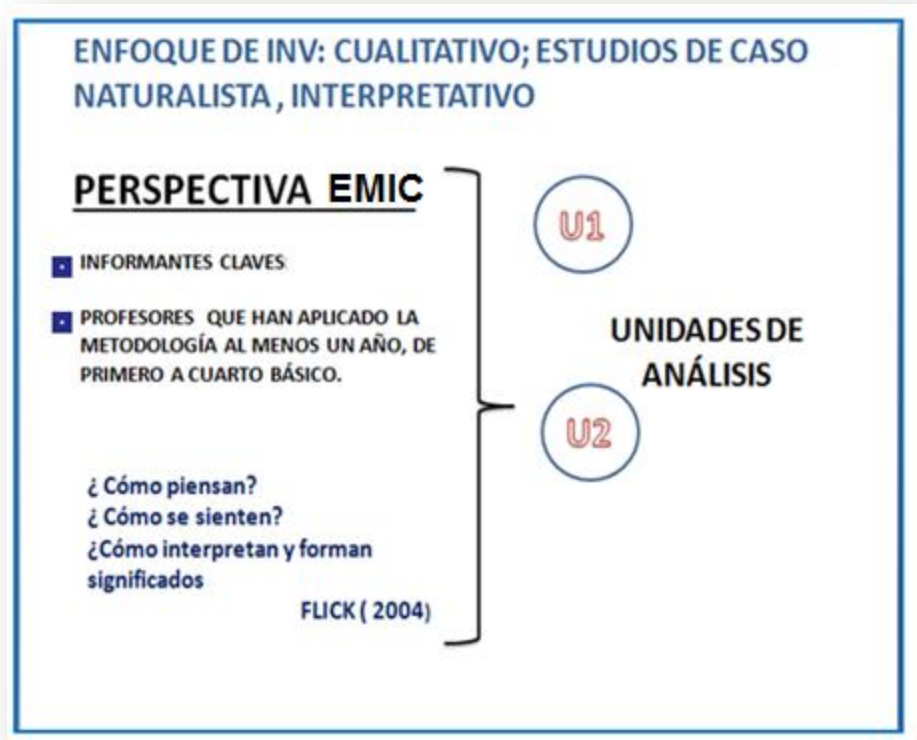 ENFOQUE DE INV: CUALITATIVO; ESTUDIOS DE CASO
NATURALISTA , INTERPRETATIVO
PERSPECTIVA EMIC
INFORMANTES CLAVES
PROFESORES QUE HAN APLICADO LA
METODOLOGÍA AL MENOS UN AÑO, DE
PRIMERO A CUARTO BÁSICO.
¿ Cómo piensan?
¿ Cómo se sienten?
¿Cómo interpretan y forman
significados
FLICK ( 2004)
U1
UNIDADES DE
ANÁLISIS
U2